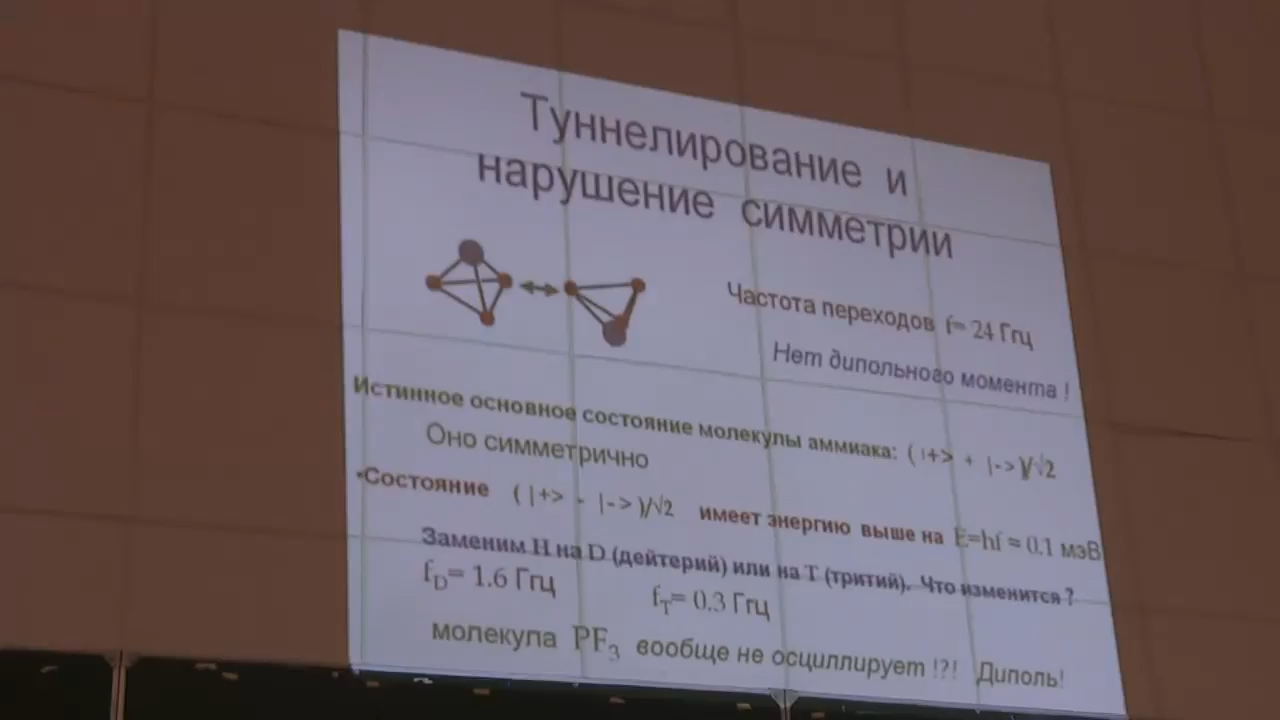 Туннелирование и
нарушение симметрии
Частота переходов f= 24 Ггц
Нет дипольного момента !
Истинное основное состояние молекулы аммиака: ( |+> + |-> )/√2
Оно симметрично
•Состояние ( |+> - |-> )/√2 имеет энергию выше на E=hf ≈ 0.1 мэВ
Заменим H на D (дейтерий) или на T (тритий). Что изменится ?
f_D= 1.6 Ггц f_T= 0.3 Ггц
молекула PF₃ вообще не осциллирует !?! Диполь!